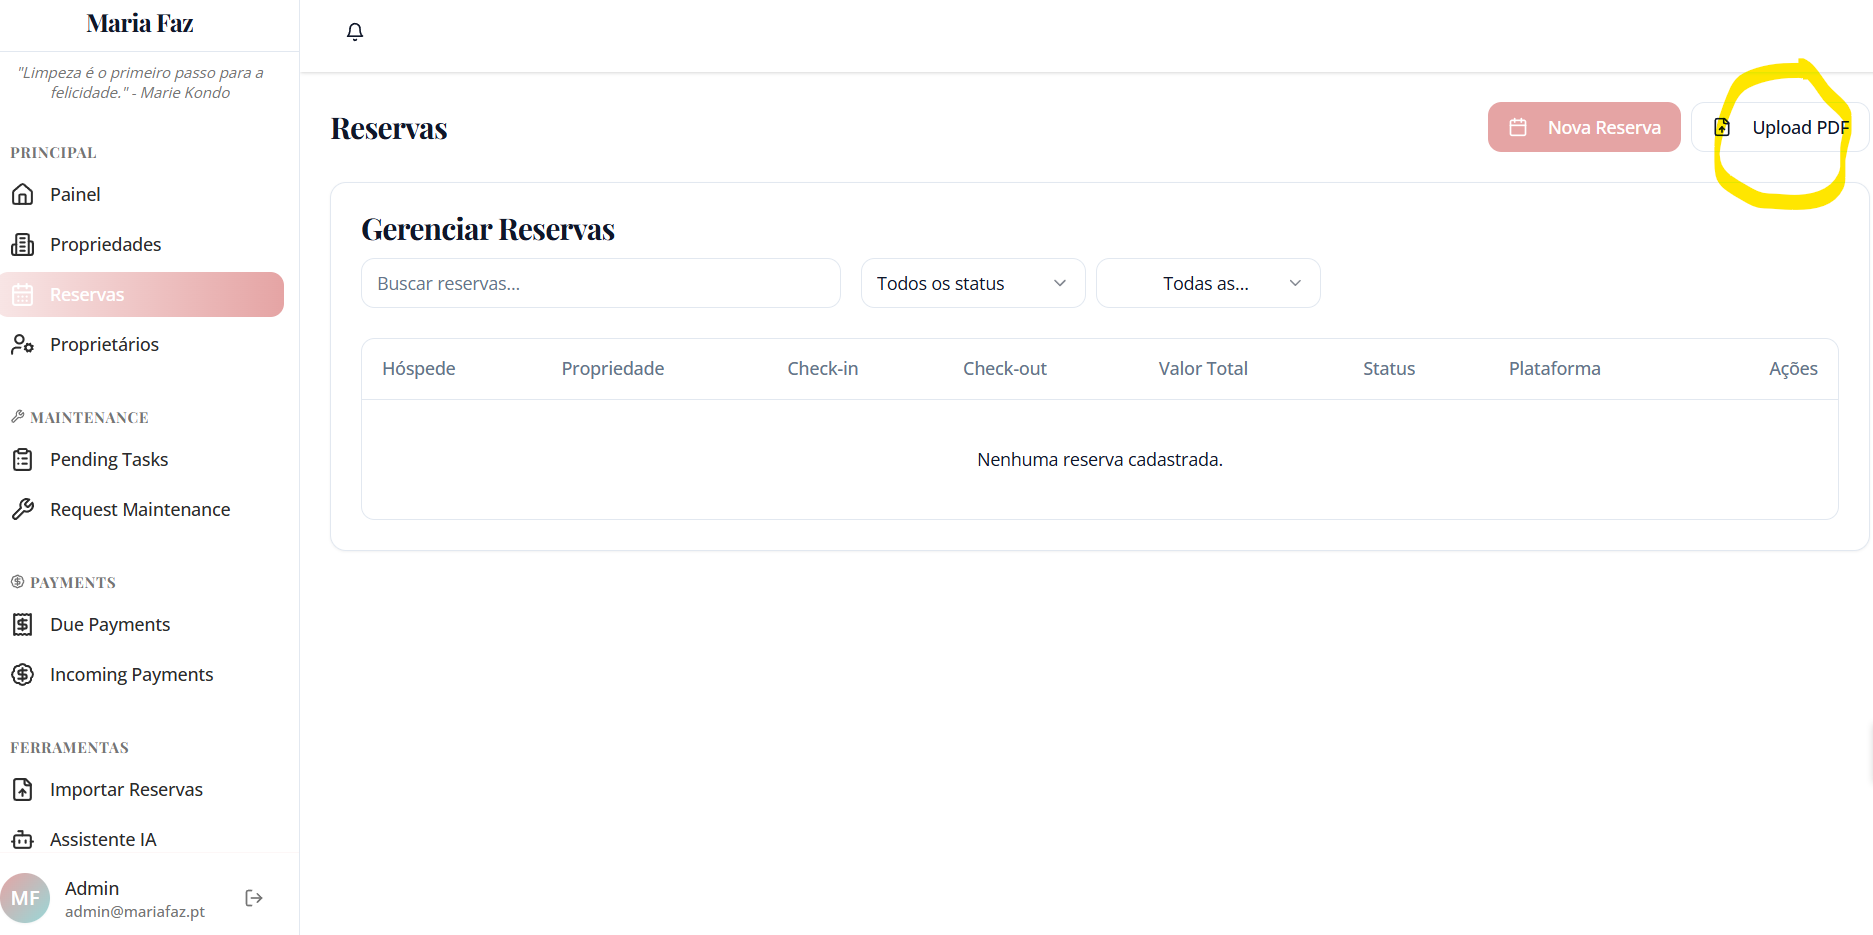 Maria Faz
"Limpeza é o primeiro passo para a
felicidade." - Marie Kondo
PRINCIPAL
Painel
Propriedades
Reservas
Proprietários
MAINTENANCE
Pending Tasks
Request Maintenance
PAYMENTS
Due Payments
Incoming Payments
FERRAMENTAS
Importar Reservas
Assistente IA
MF
Admin
admin@mariafaz.pt
Reservas
Nova Reserva
Upload PDF
Gerenciar Reservas
Buscar reservas...
Todos os status
Todas as...
Hóspede Propriedade Check-in Check-out Valor Total Status Plataforma Ações
Nenhuma reserva cadastrada.